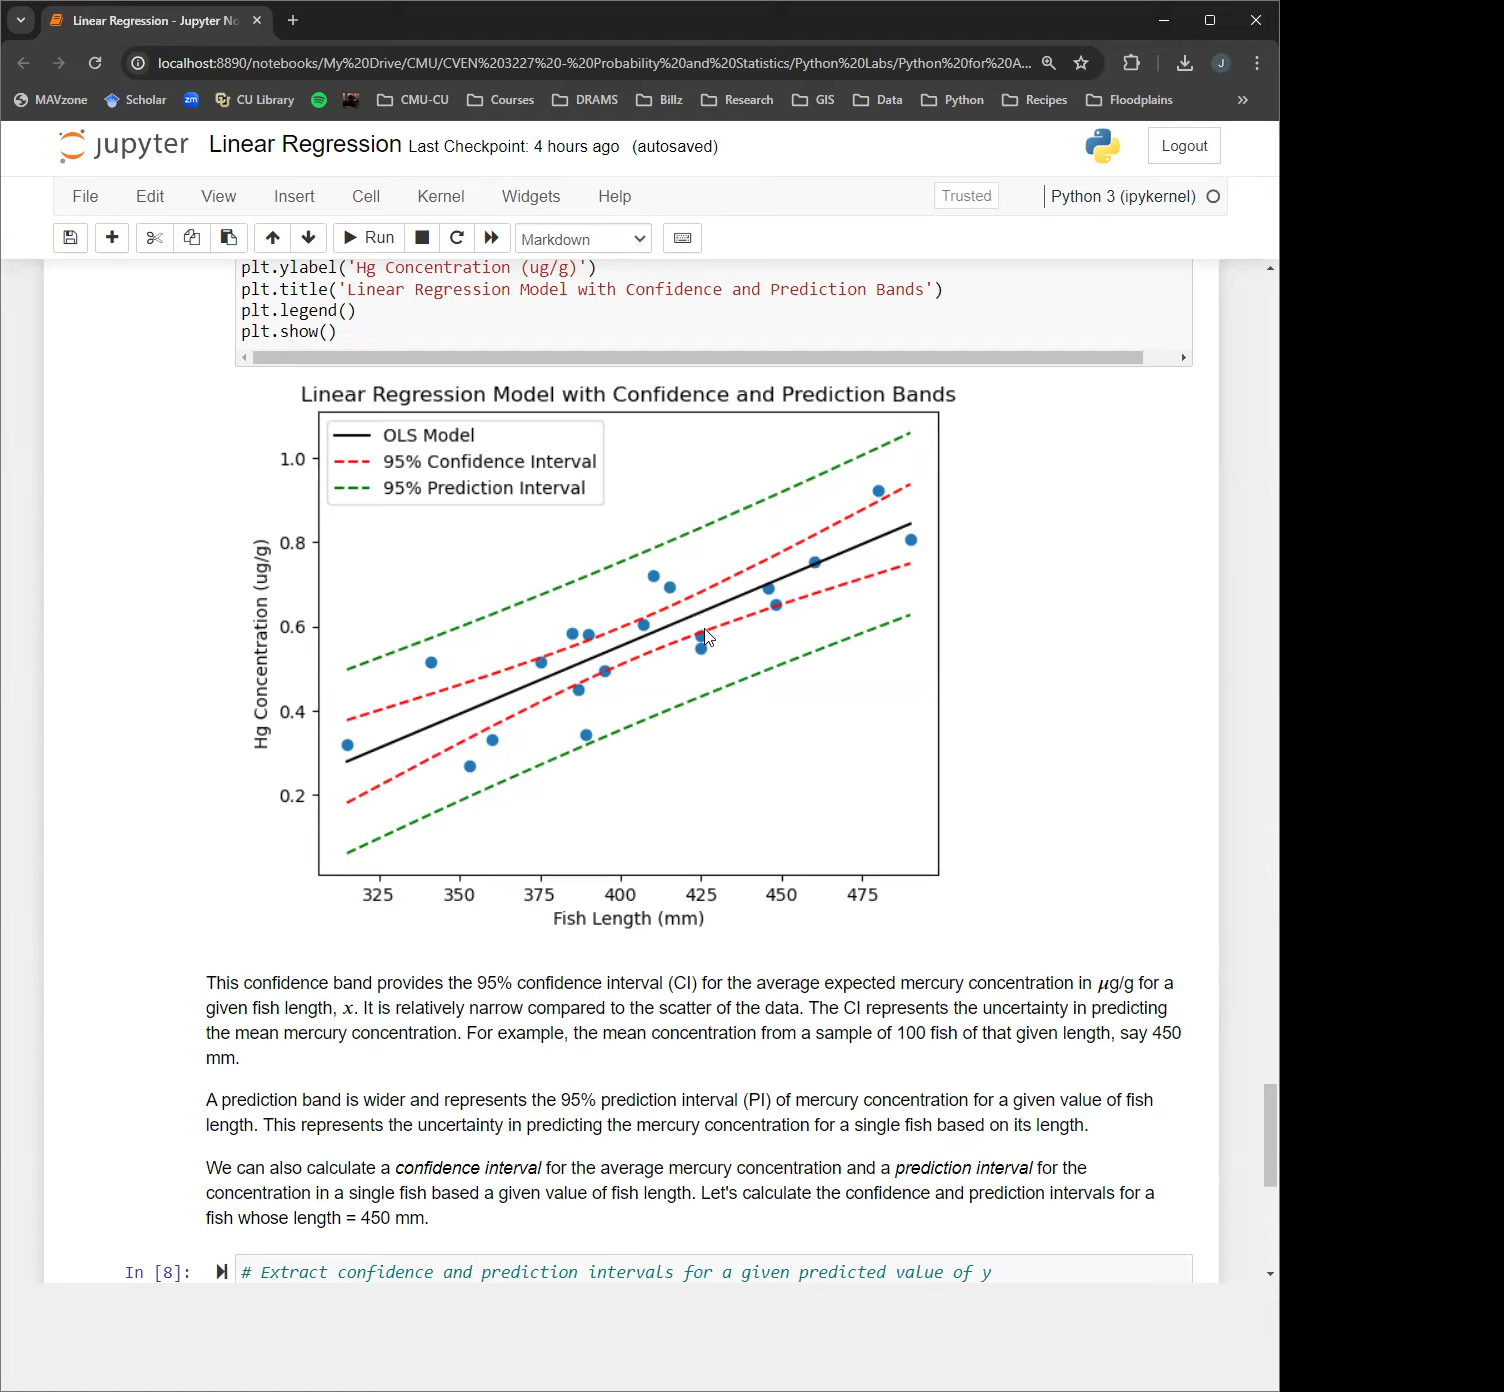 Linear Regression - Jupyter No
localhost:8890/notebooks/My%20Drive/CMU/CVEN%203227%20-%20Probability%20and%20Statistics/Python%20Labs/Python%20for%20A...
J
MAVzone Scholar zm CU Library CMU-CU Courses DRAMS Billz Research GIS Data Python Recipes Floodplains »
jupyter Linear Regression Last Checkpoint: 4 hours ago (autosaved) Logout
File Edit View Insert Cell Kernel Widgets Help Trusted Python 3 (ipykernel)
Run Markdown
plt.ylabel('Hg Concentration (ug/g)')
plt.title('Linear Regression Model with Confidence and Prediction Bands')
plt.legend()
plt.show()
Linear Regression Model with Confidence and Prediction Bands
OLS Model
95% Confidence Interval
95% Prediction Interval
1.0
0.8
0.6
0.4
0.2
Hg Concentration (ug/g)
325 350 375 400 425 450 475
Fish Length (mm)
This confidence band provides the 95% confidence interval (CI) for the average expected mercury concentration in μg/g for a
given fish length, x. It is relatively narrow compared to the scatter of the data. The CI represents the uncertainty in predicting
the mean mercury concentration. For example, the mean concentration from a sample of 100 fish of that given length, say 450
mm.
A prediction band is wider and represents the 95% prediction interval (PI) of mercury concentration for a given value of fish
length. This represents the uncertainty in predicting the mercury concentration for a single fish based on its length.
We can also calculate a confidence interval for the average mercury concentration and a prediction interval for the
concentration in a single fish based a given value of fish length. Let's calculate the confidence and prediction intervals for a
fish whose length = 450 mm.
In [8]: # Extract confidence and prediction intervals for a given predicted value of y